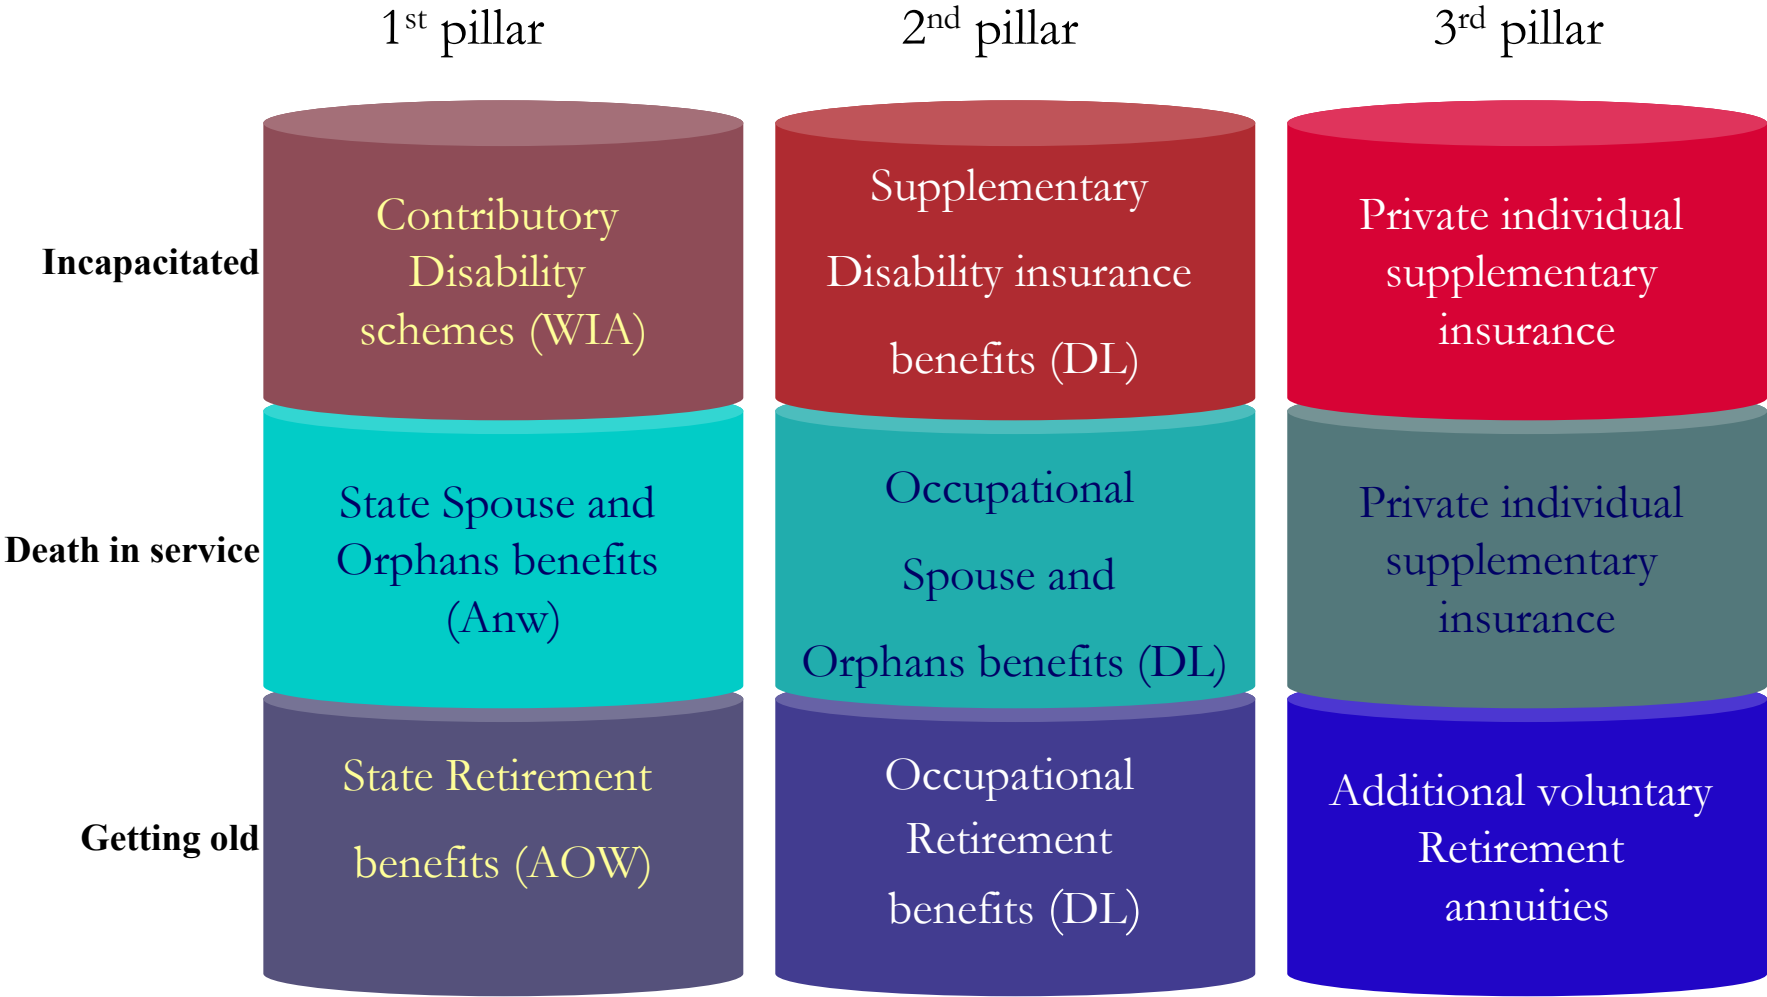 1st pillar
2nd pillar
3rd pillar
Incapacitated
Contributory
Disability
schemes (WIA)
Supplementary
Disability insurance
benefits (DL)
Private individual
supplementary
insurance
Death in service
State Spouse and
Orphans benefits
(Anw)
Occupational
Spouse and
Orphans benefits (DL)
Private individual
supplementary
insurance
Getting old
State Retirement
benefits (AOW)
Occupational
Retirement
benefits (DL)
Additional voluntary
Retirement
annuities